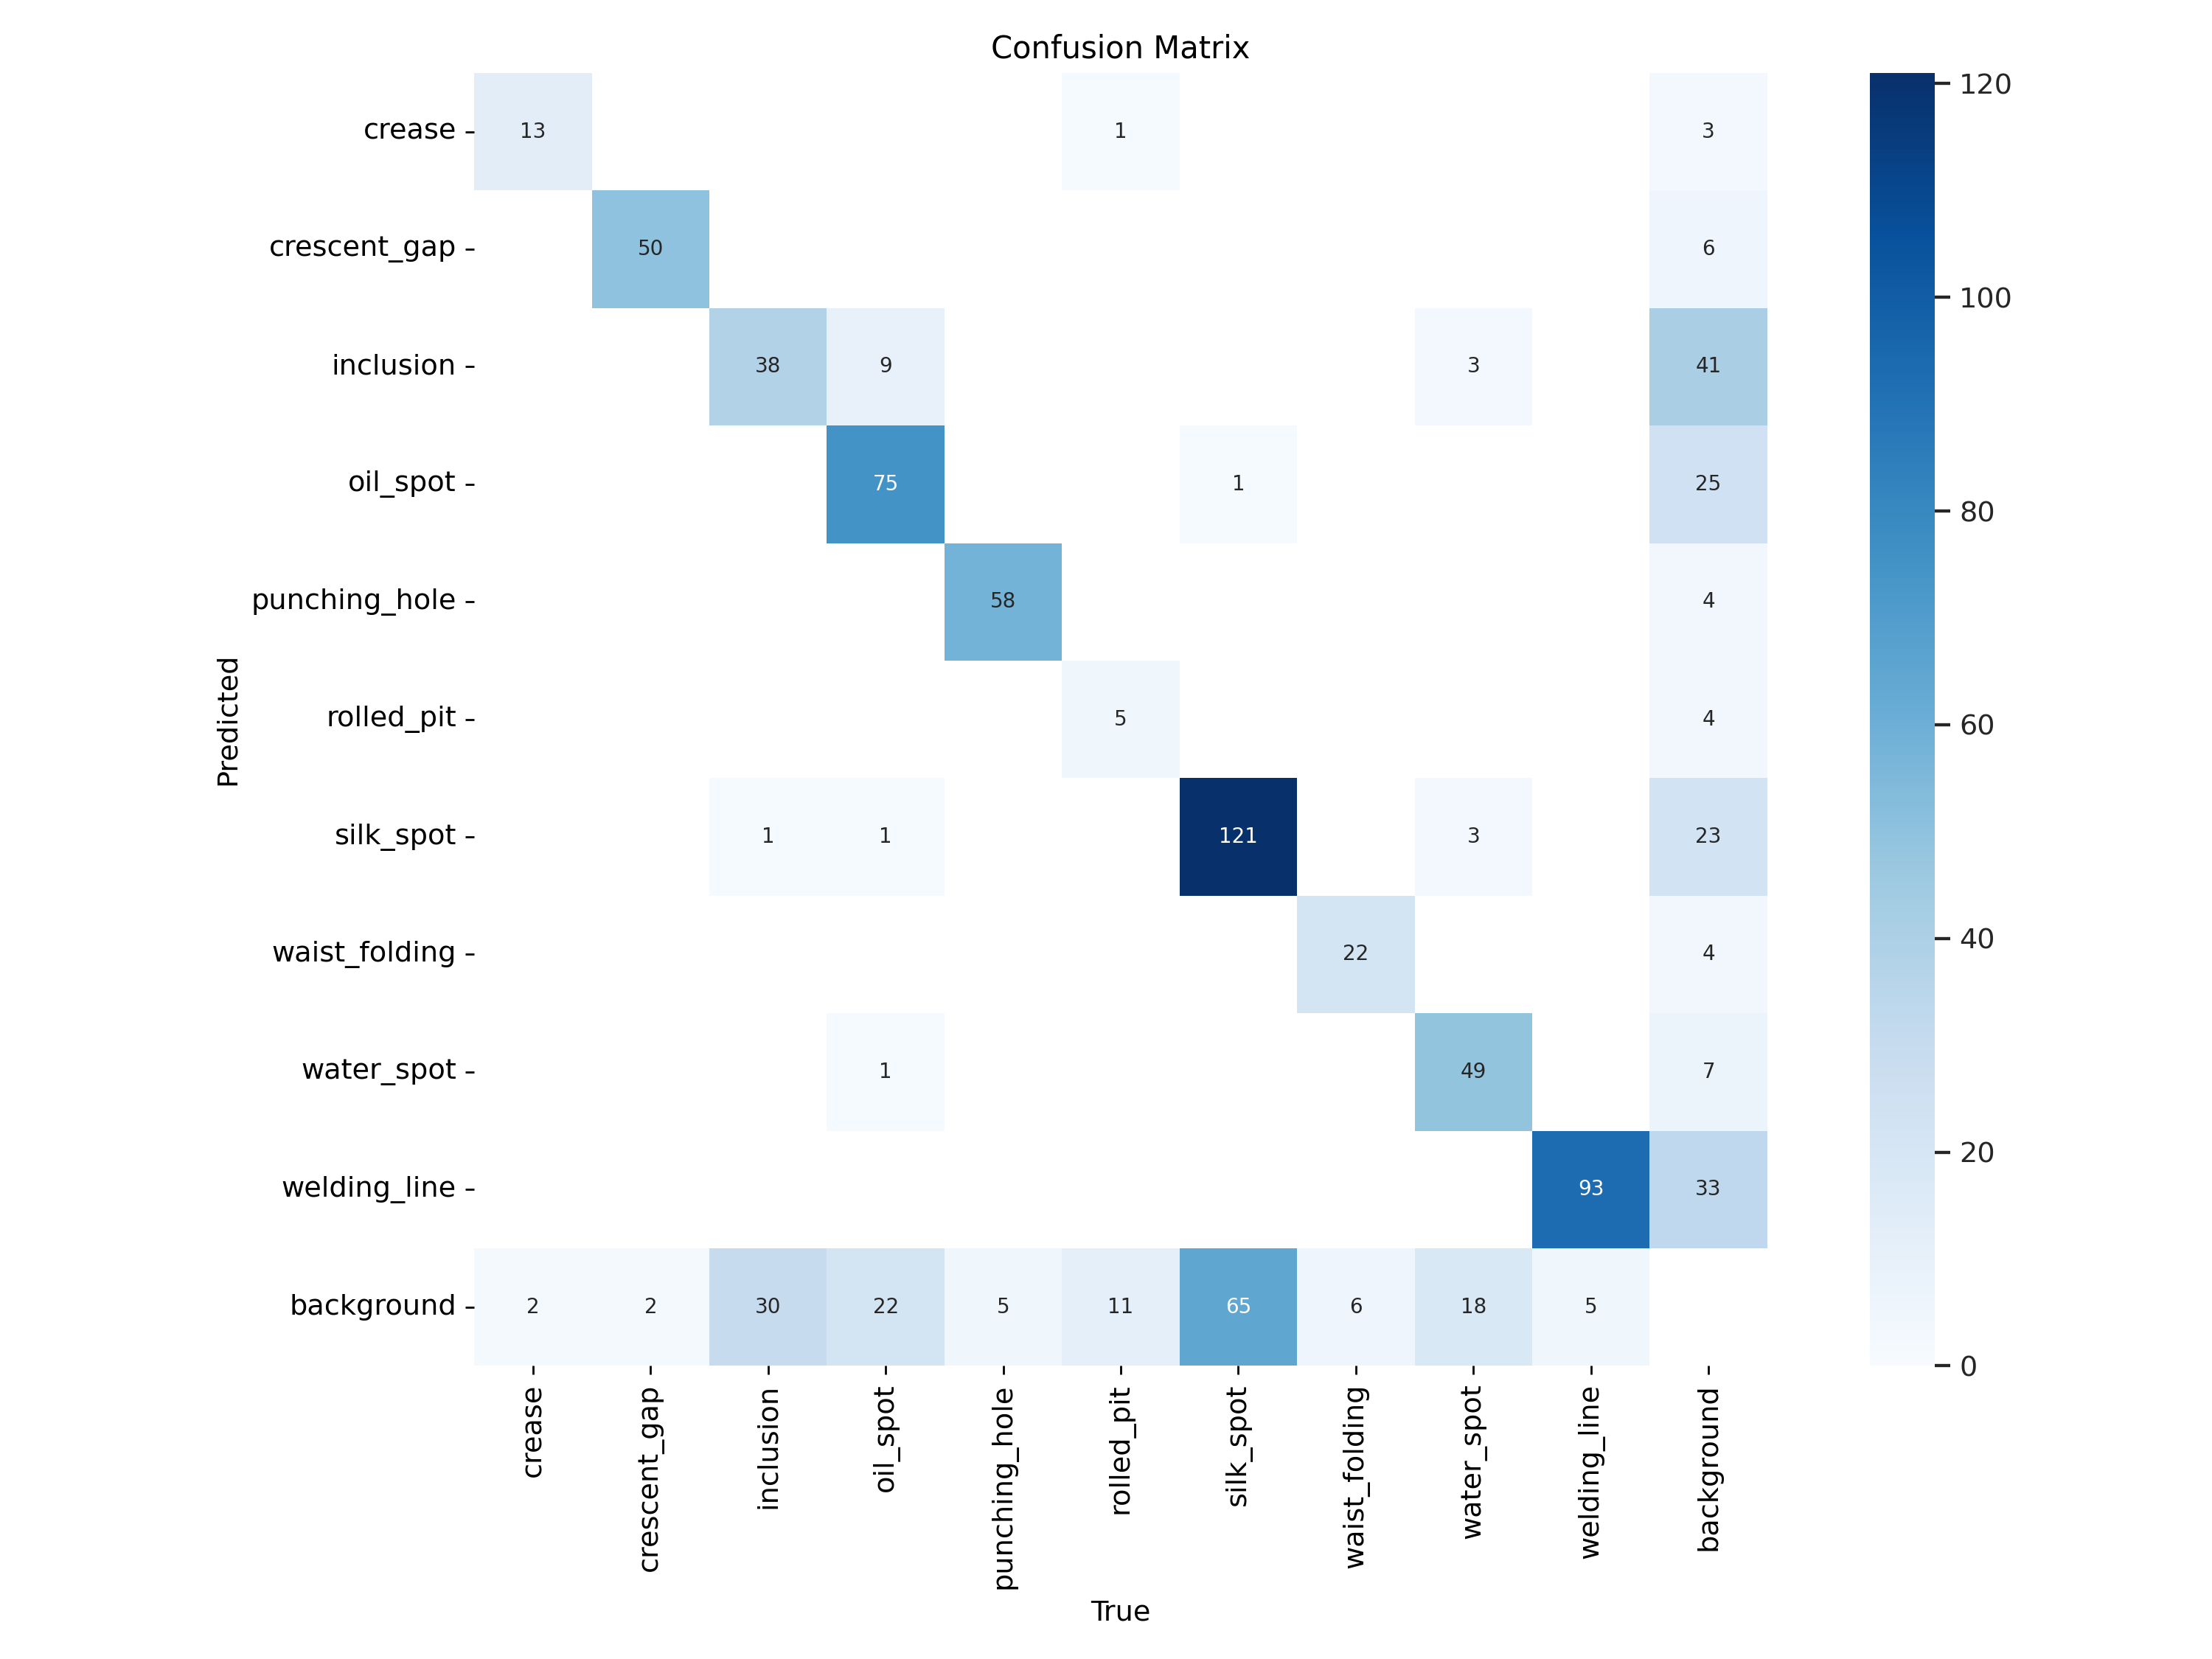 Confusion Matrix
crease 13 1 3
crescent_gap 50 6
inclusion 38 9 3 41
oil_spot 75 1 25
punching_hole 58 4
rolled_pit 5 4
silk_spot 1 1 121 3 23
waist_folding 22 4
water_spot 1 49 7
welding_line 93 33
background 2 2 30 22 5 11 65 6 18 5
Predicted
crease
crescent_gap
inclusion
oil_spot
punching_hole
rolled_pit
silk_spot
waist_folding
water_spot
welding_line
background
True
120
100
80
60
40
20
0